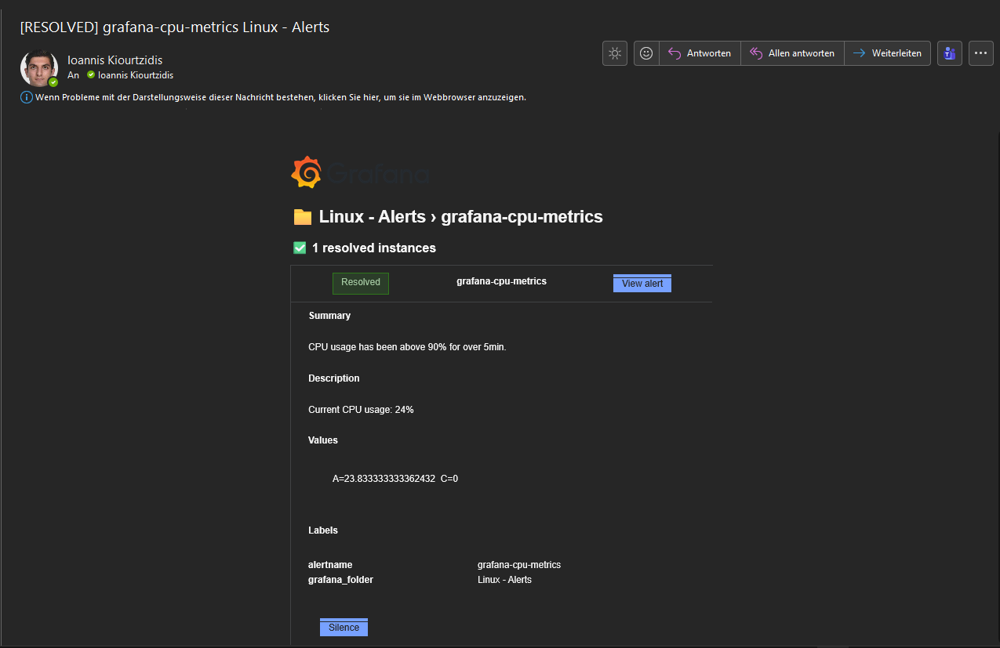 [RESOLVED] grafana-cpu-metrics Linux - Alerts
Ioannis Kiourtzidis
An Ioannis Kiourtzidis
Antworten
Allen antworten
Weiterleiten
Wenn Probleme mit der Darstellungsweise dieser Nachricht bestehen, klicken Sie hier, um sie im Webbrowser anzuzeigen.
Grafana
Linux - Alerts › grafana-cpu-metrics
1 resolved instances
Resolved grafana-cpu-metrics View alert
Summary
CPU usage has been above 90% for over 5min.
Description
Current CPU usage: 24%
Values
A=23.833333333362432 C=0
Labels
alertname grafana-cpu-metrics
grafana_folder Linux - Alerts
Silence